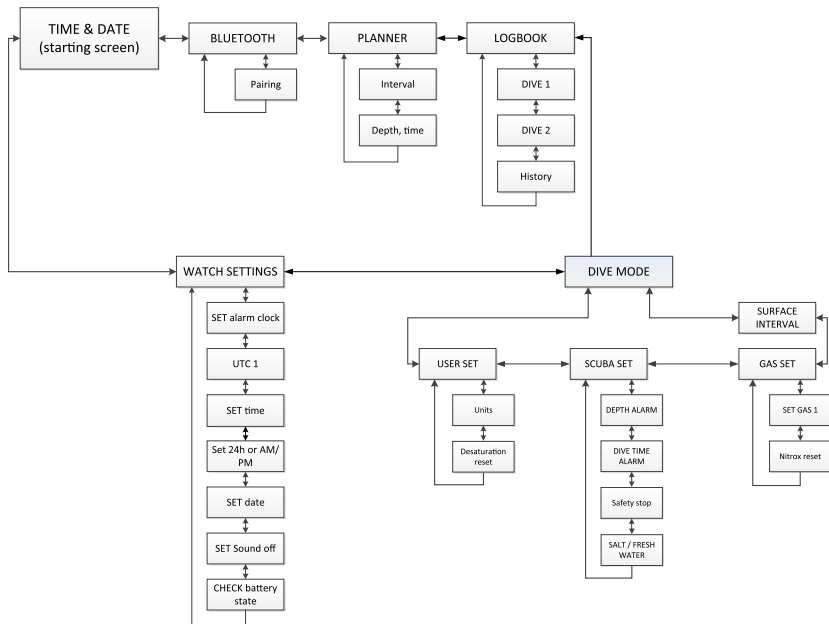 TIME & DATE
(starting screen)
BLUETOOTH
PLANNER
LOGBOOK
Pairing
Interval
DIVE 1
Depth, time
DIVE 2
History
WATCH SETTINGS
DIVE MODE
SET alarm clock
SURFACE
INTERVAL
UTC 1
USER SET
SCUBA SET
GAS SET
SET time
Units
DEPTH ALARM
SET GAS 1
Set 24h or AM/
PM
Desaturation
reset
DIVE TIME
ALARM
Nitrox reset
SET date
Safety stop
SET Sound off
SALT / FRESH
WATER
CHECK battery
state